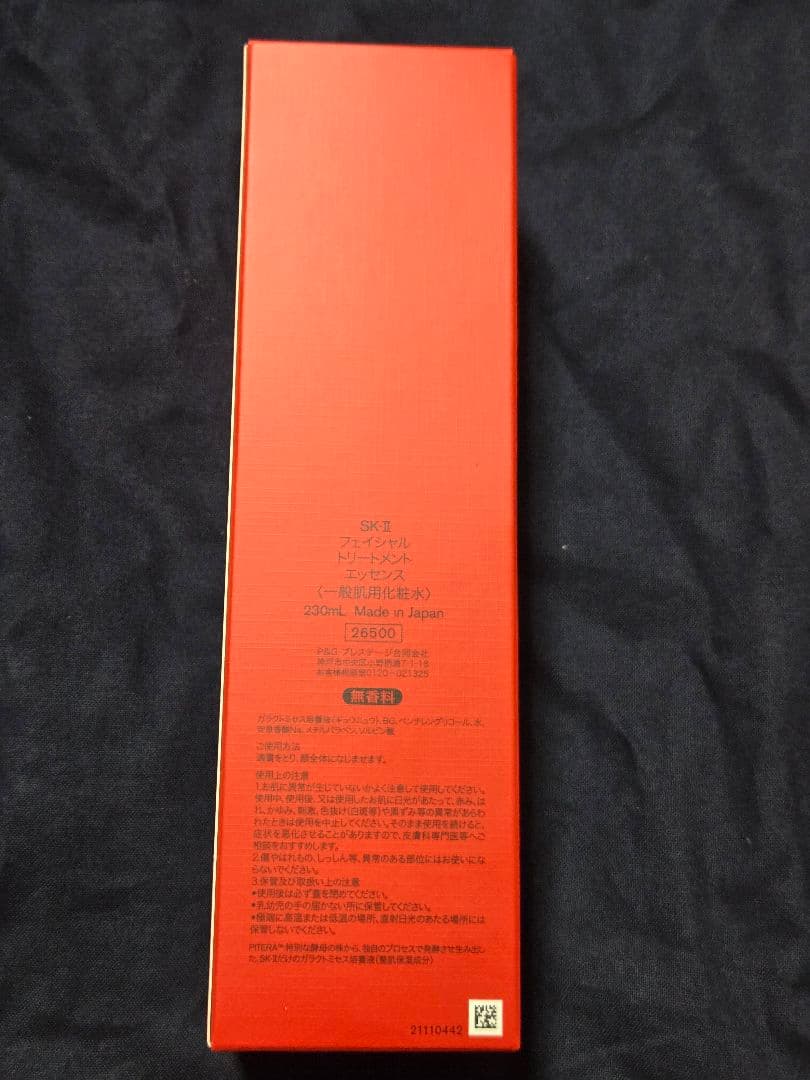 SK-II
フェイシャル
トリートメント
エッセンス
〈一般肌用化粧水〉
230mL Made in Japan
26500
P&G プレステージ合同会社
神戸市中央区小野柄通7-1-18
お客様相談室0120-021325
無香料
ガラクトミセス培養液(ギョウニュウ)、BG、ペンチレングリコール、水、
安息香酸Na、メチルパラベン、ソルビン酸
ご使用方法
適量をとり、顔全体になじませます。
使用上の注意
1.お肌に異常が生じていないかよく注意して使用してください。
使用中、使用後、又は使用したお肌に日光があたって、赤み、は
れ、かゆみ、刺激、色抜け(白斑等)や黒ずみ等の異常があらわ
れたときは使用を中止してください。そのまま使用を続けると、
症状を悪化させることがありますので、皮膚科専門医等へご
相談をおすすめします。
2.傷やはれもの、しっしん等、異常のある部位にはお使いにな
らないでください。
3.保管及び取扱い上の注意
•使用後は必ず蓋を閉めてください。
•乳幼児の手の届かない所に保管してください。
•極端に高温または低温の場所、直射日光のあたる場所には
保管しないでください。
PITERA™:特別な酵母の株から、独自のプロセスで発酵させ生み出し
た、SK-IIだけのガラクトミセス培養液(整肌保湿成分)
21110442